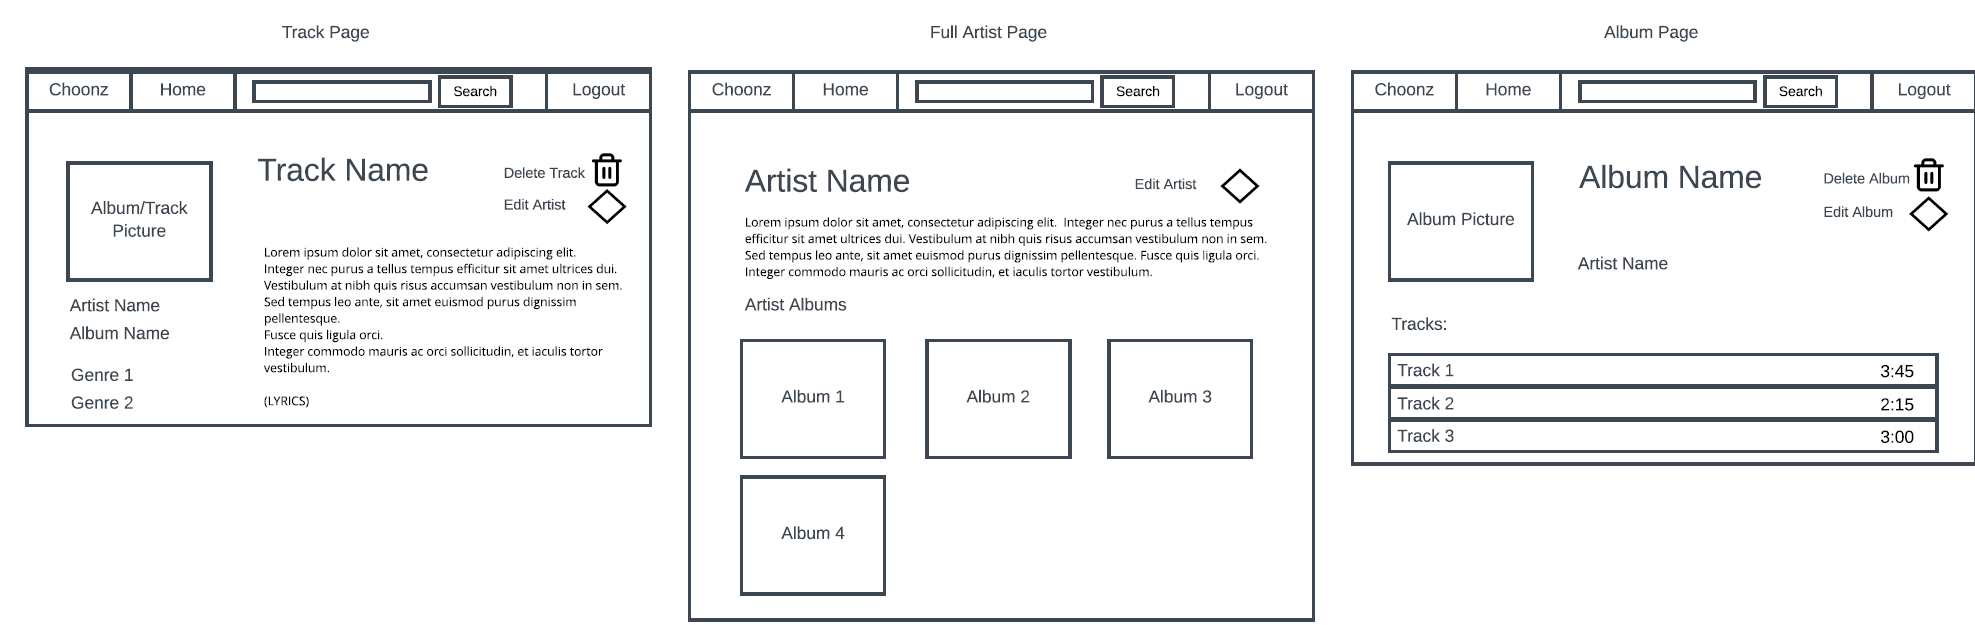 Track Page
Choonz
Home
Search
Logout
Album/Track
Picture
Track Name
Delete Track
Edit Artist
Artist Name
Album Name
Genre 1
Genre 2
Lorem ipsum dolor sit amet, consectetur adipiscing elit.
Integer nec purus a tellus tempus efficitur sit amet ultrices dui.
Vestibulum at nibh quis risus accumsan vestibulum non in sem.
Sed tempus leo ante, sit amet euismod purus dignissim
pellentesque.
Fusce quis ligula orci.
Integer commodo mauris ac orci sollicitudin, et iaculis tortor
vestibulum.
(LYRICS)
Full Artist Page
Choonz
Home
Search
Logout
Artist Name
Edit Artist
Lorem ipsum dolor sit amet, consectetur adipiscing elit.  Integer nec purus a tellus tempus
efficitur sit amet ultrices dui. Vestibulum at nibh quis risus accumsan vestibulum non in sem.
Sed tempus leo ante, sit amet euismod purus dignissim pellentesque. Fusce quis ligula orci.
Integer commodo mauris ac orci sollicitudin, et iaculis tortor vestibulum.
Artist Albums
Album 1
Album 2
Album 3
Album 4
Album Page
Choonz
Home
Search
Logout
Album Picture
Album Name
Delete Album
Edit Album
Artist Name
Tracks:
Track 1 3:45
Track 2 2:15
Track 3 3:00